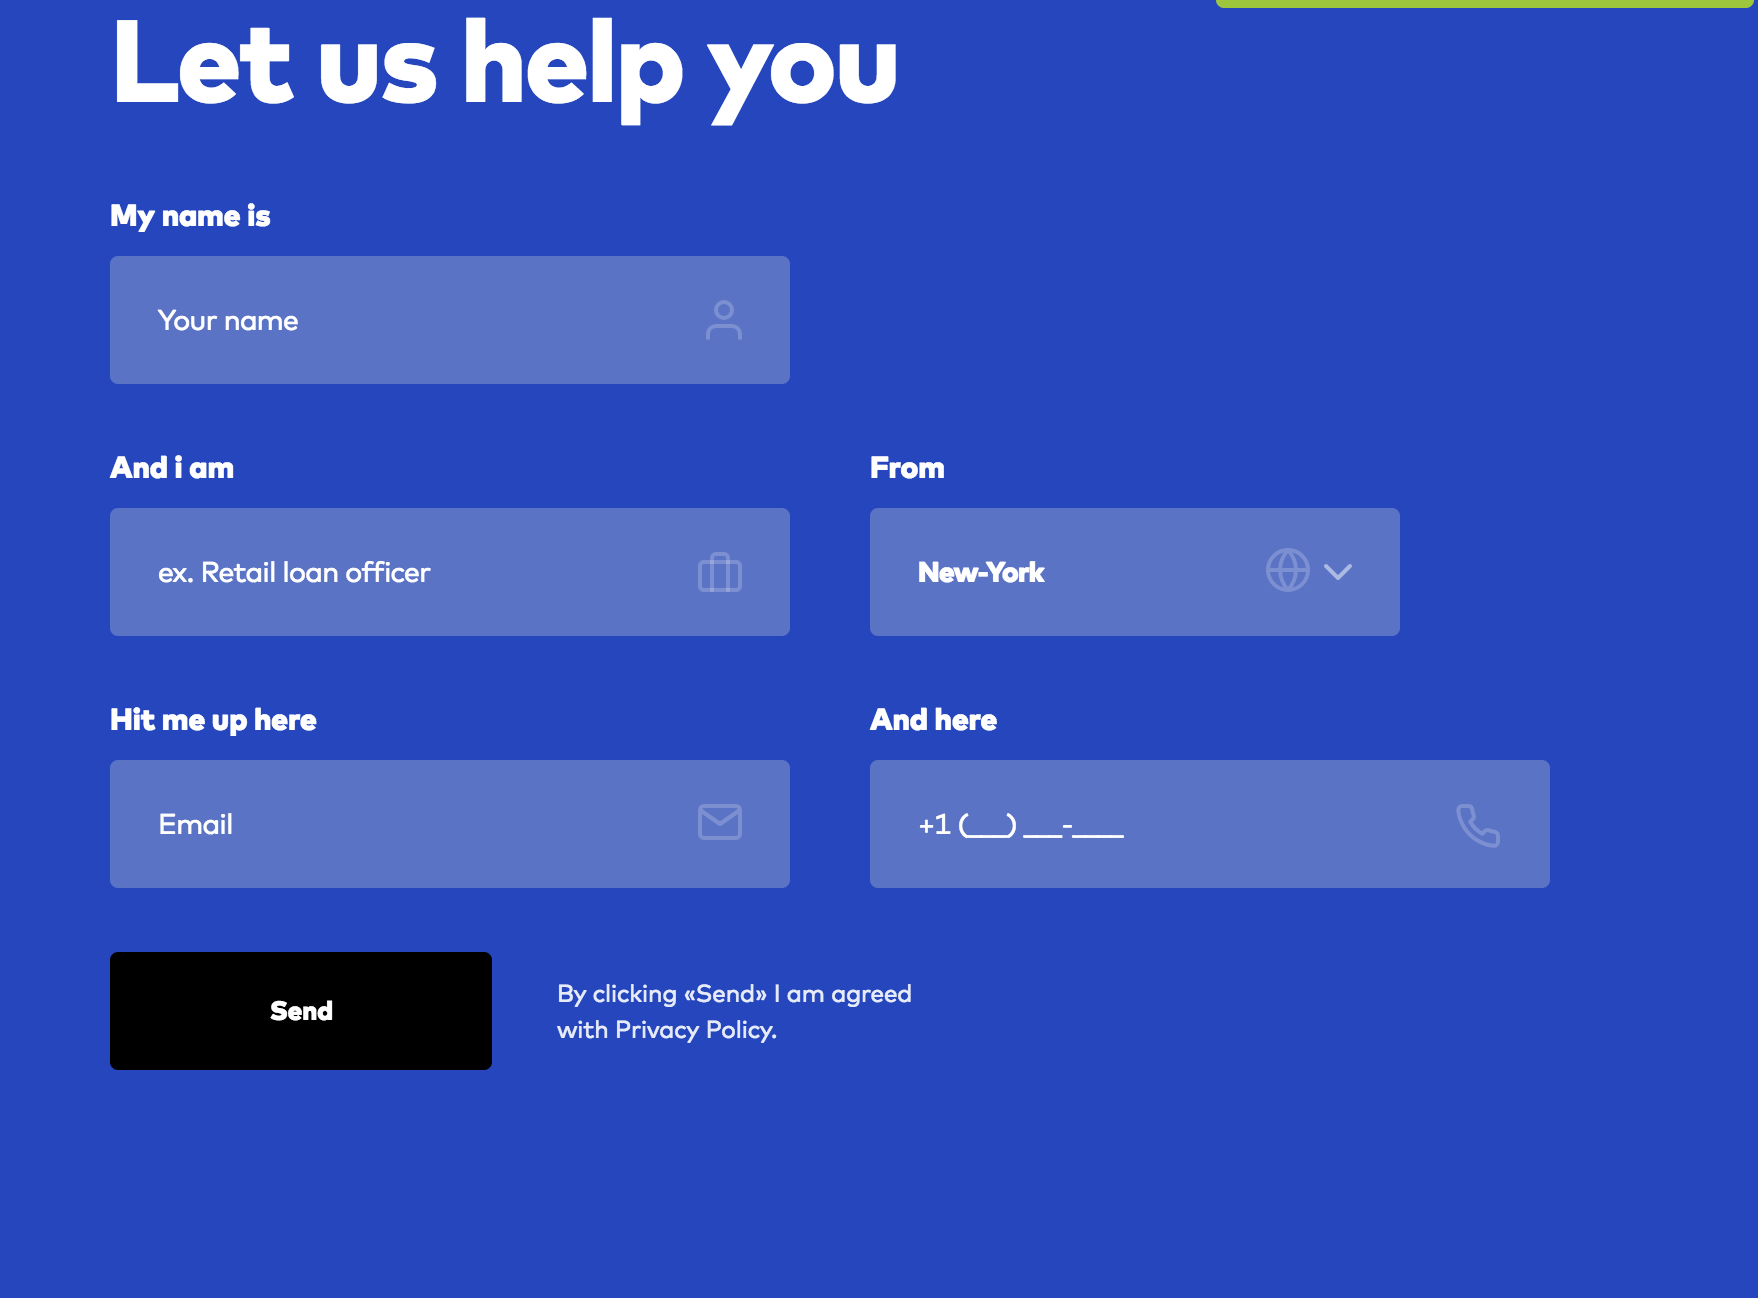 Let us help you
My name is
Your name
And i am
From
ex. Retail loan officer
New-York
Hit me up here
And here
Email
+1 (___) ___-____
Send
By clicking «Send» I am agreed
with Privacy Policy.